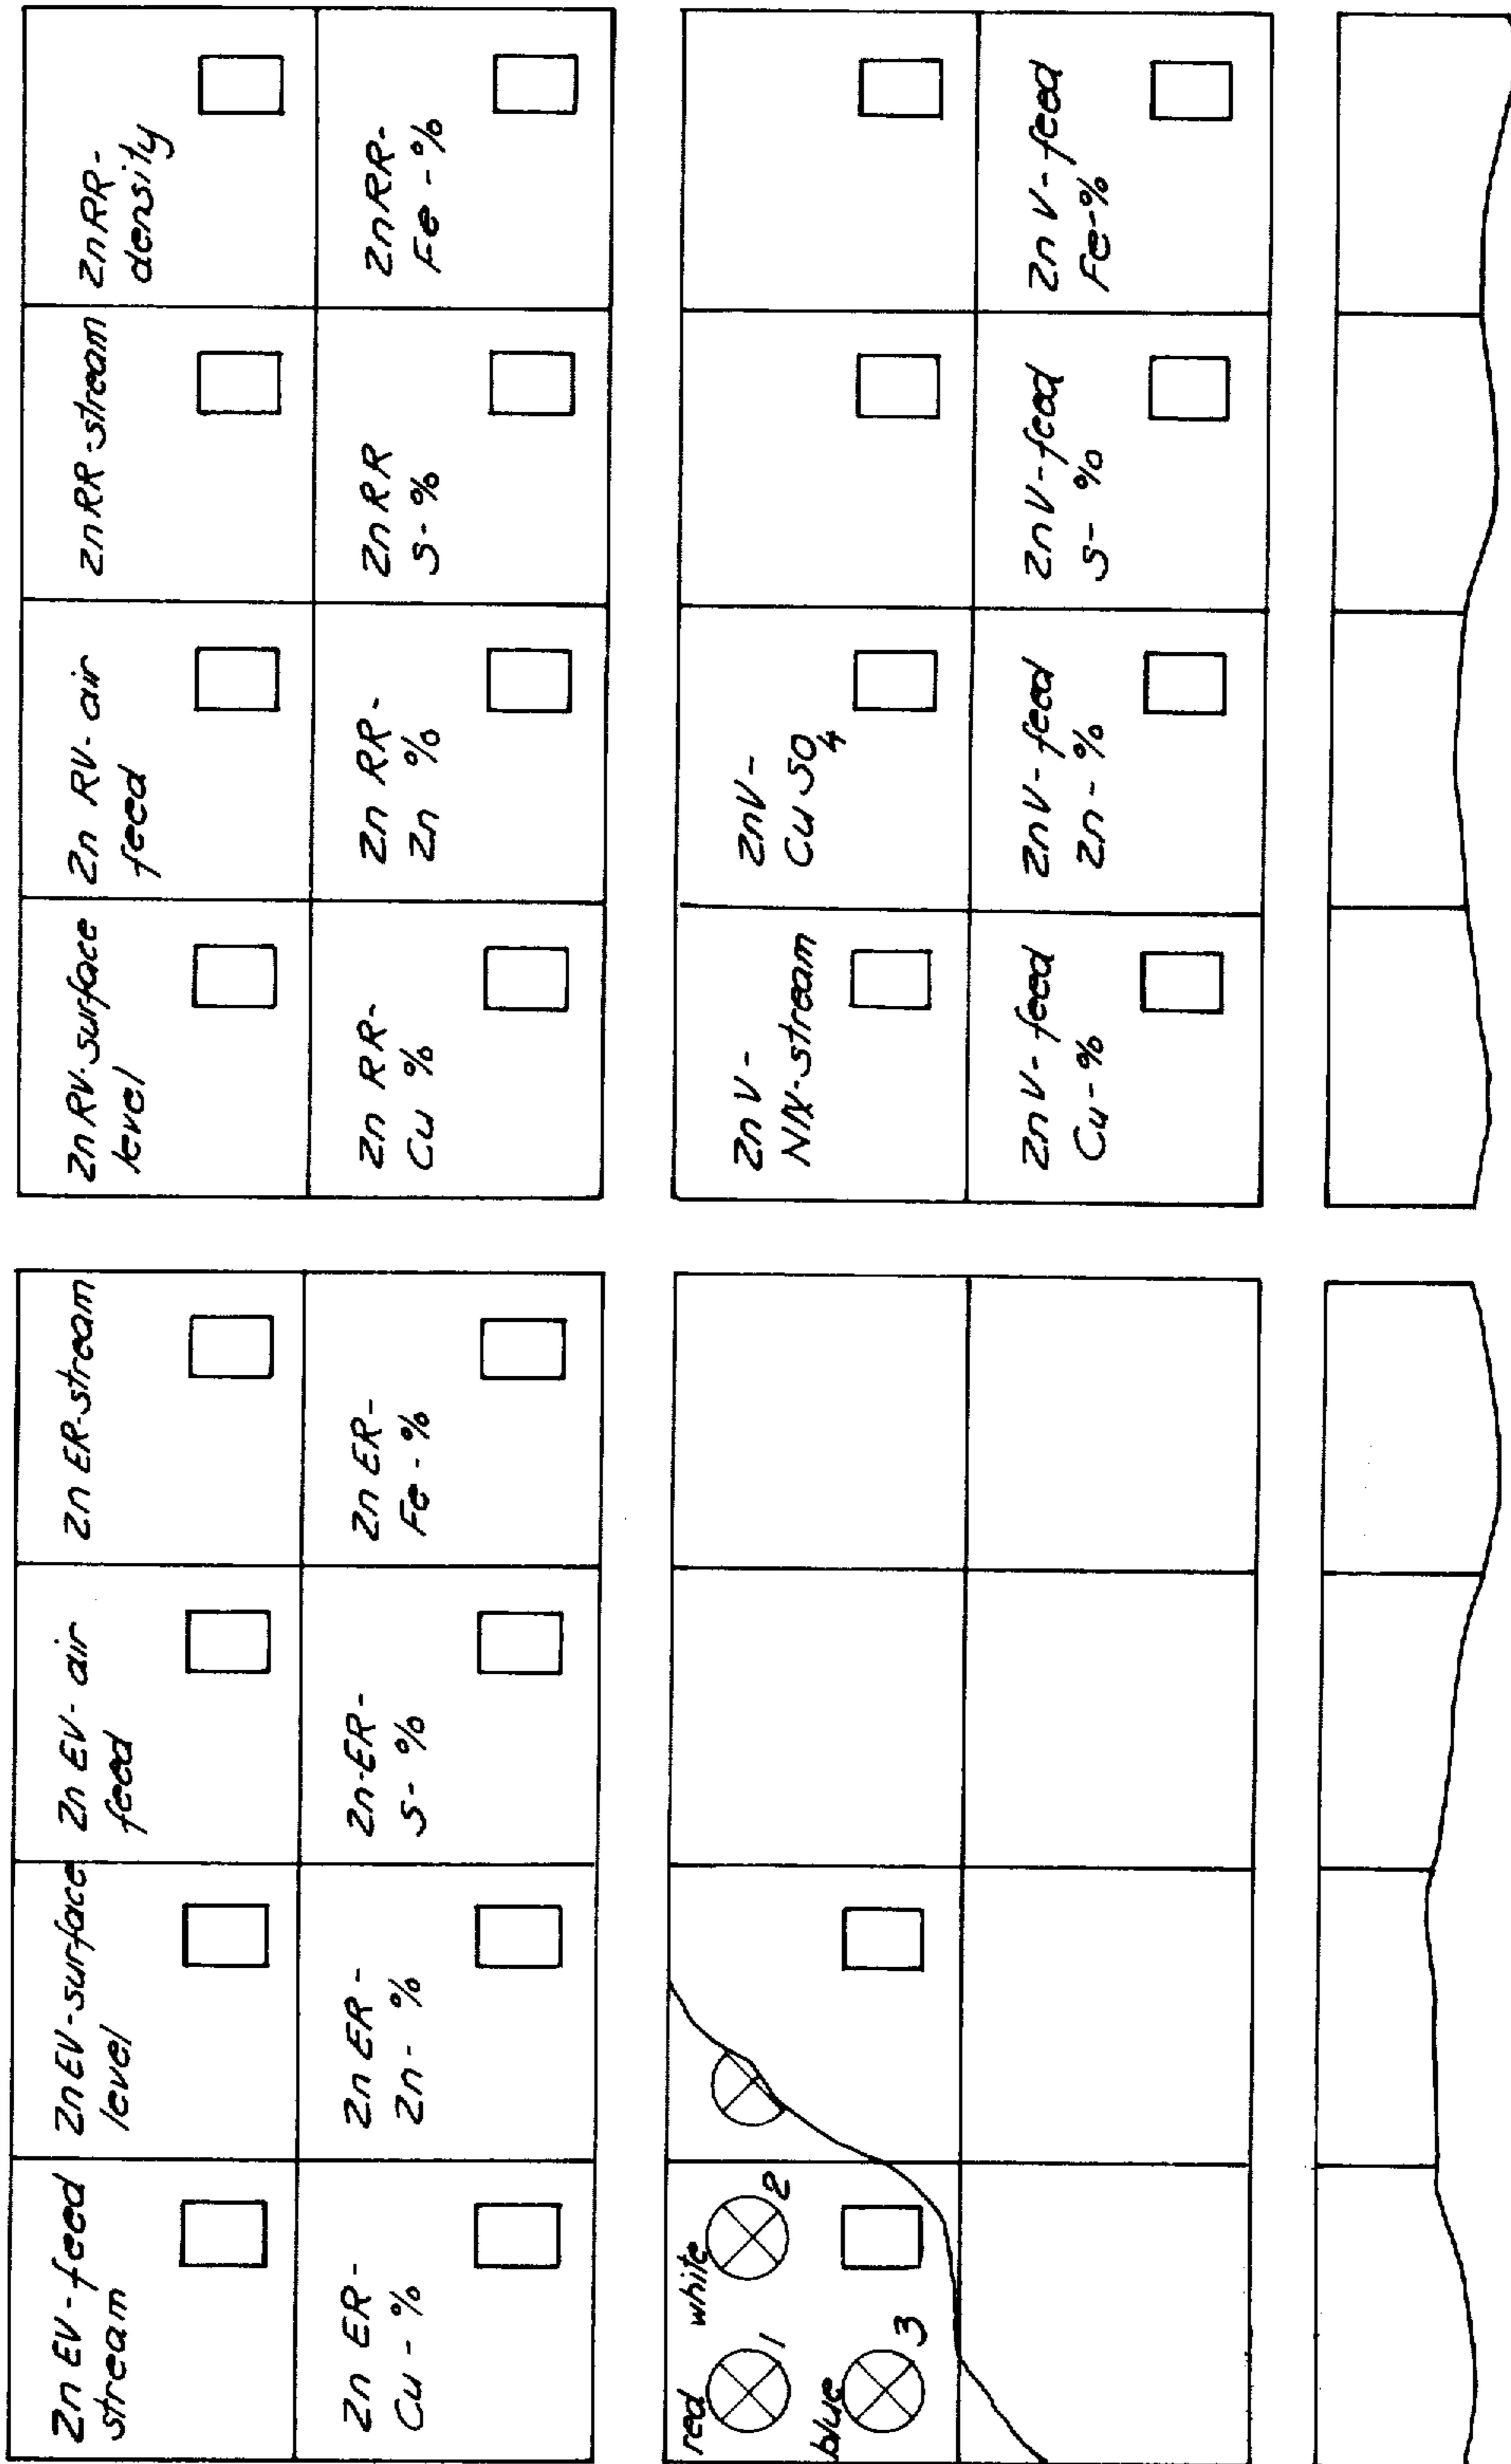 Zn EV-feed
stream
Zn EV-surface
level
Zn EV-air
feed
Zn ER-stream
Zn ER-
Cu-%
Zn ER-
Zn-%
Zn-ER-
S-%
Zn ER-
Fe-%
Zn RV-surface
level
Zn RV-air
feed
Zn RR-stream
Zn RR-
density
Zn RR-
Cu %
Zn RR-
Zn %
Zn RR
S-%
Zn RR-
Fe-%
red
white
1
2
blue
3
Zn V-
NIX-stream
Zn V-
Cu SO4
Zn V-feed
Cu-%
Zn V-feed
Zn-%
Zn V-feed
S-%
Zn V-feed
Fe-%